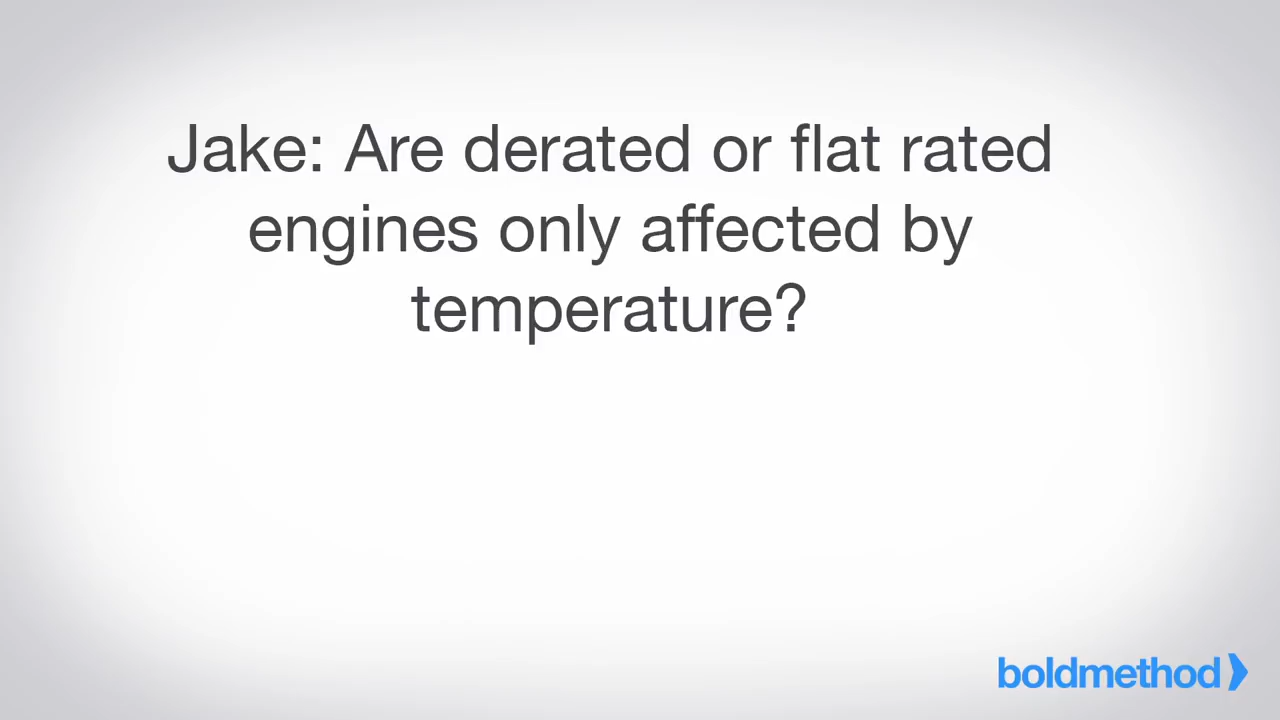 Jake: Are derated or flat rated
engines only affected by
temperature?
boldmethod